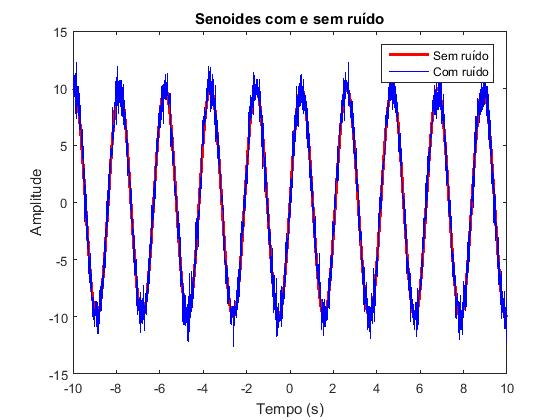 Senoides com e sem ruído
15
10
5
0
-5
-10
-15
Amplitude
Sem ruído
Com ruído
-10 -8 -6 -4 -2 0 2 4 6 8 10
Tempo (s)